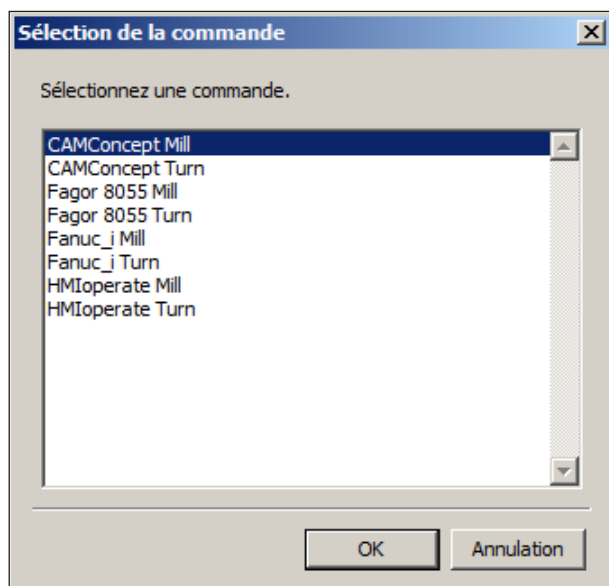 Sélection de la commande
Sélectionnez une commande.
CAMConcept Mill
CAMConcept Turn
Fagor 8055 Mill
Fagor 8055 Turn
Fanuc_i Mill
Fanuc_i Turn
HMIoperate Mill
HMIoperate Turn
OK
Annulation